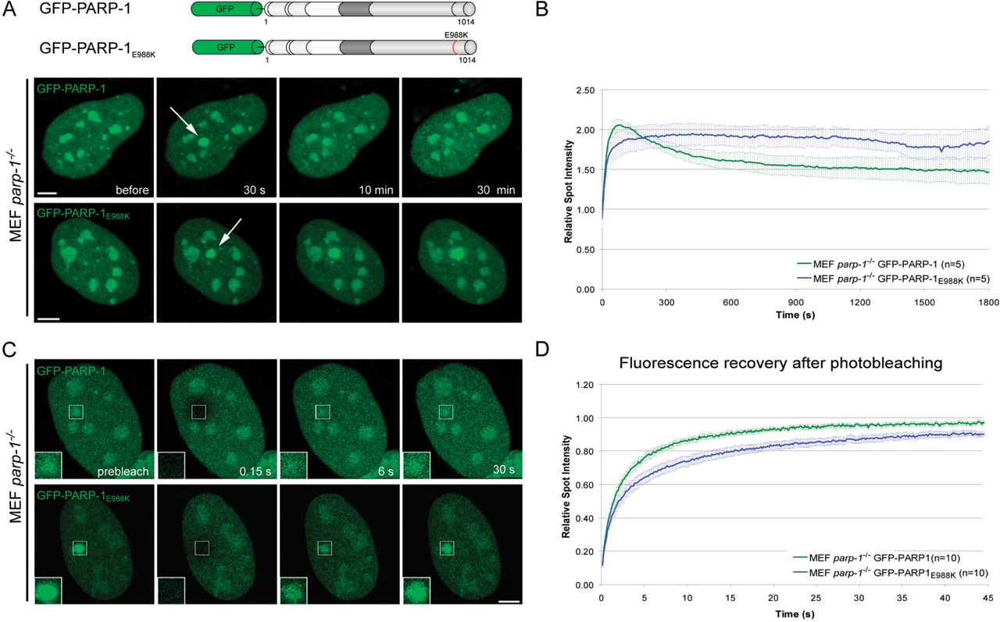 A
GFP-PARP-1
GFP
1
1014
GFP-PARP-1E988K
GFP
E988K
1
1014
MEF parp-1-/-
GFP-PARP-1
before
30 s
10 min
30 min
GFP-PARP-1E988K
B
Relative Spot Intensity
2.50
2.00
1.50
1.00
0.50
0.00
MEF parp-1-/- GFP-PARP-1 (n=5)
MEF parp-1-/- GFP-PARP-1E988K (n=5)
0 300 600 900 1200 1500 1800
Time (s)
C
MEF parp-1-/-
GFP-PARP-1
prebleach
0.15 s
6 s
30 s
GFP-PARP-1E988K
D
Fluorescence recovery after photobleaching
Relative Spot Intensity
1.20
1.00
0.80
0.60
0.40
0.20
0.00
MEF parp-1-/- GFP-PARP1(n=10)
MEF parp-1-/- GFP-PARP1E988K (n=10)
0 5 10 15 20 25 30 35 40 45
Time (s)